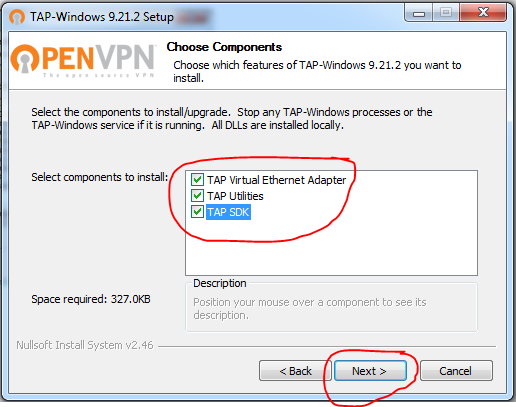 TAP-Windows 9.21.2 Setup
OPENVPN
The open source VPN
Choose Components
Choose which features of TAP-Windows 9.21.2 you want to
install.
Select the components to install/upgrade. Stop any TAP-Windows processes or the
TAP-Windows service if it is running. All DLLs are installed locally.
Select components to install:
TAP Virtual Ethernet Adapter
TAP Utilities
TAP SDK
Space required: 327.0KB
Description
Position your mouse over a component to see its
description.
Nullsoft Install System v2.46
< Back
Next >
Cancel